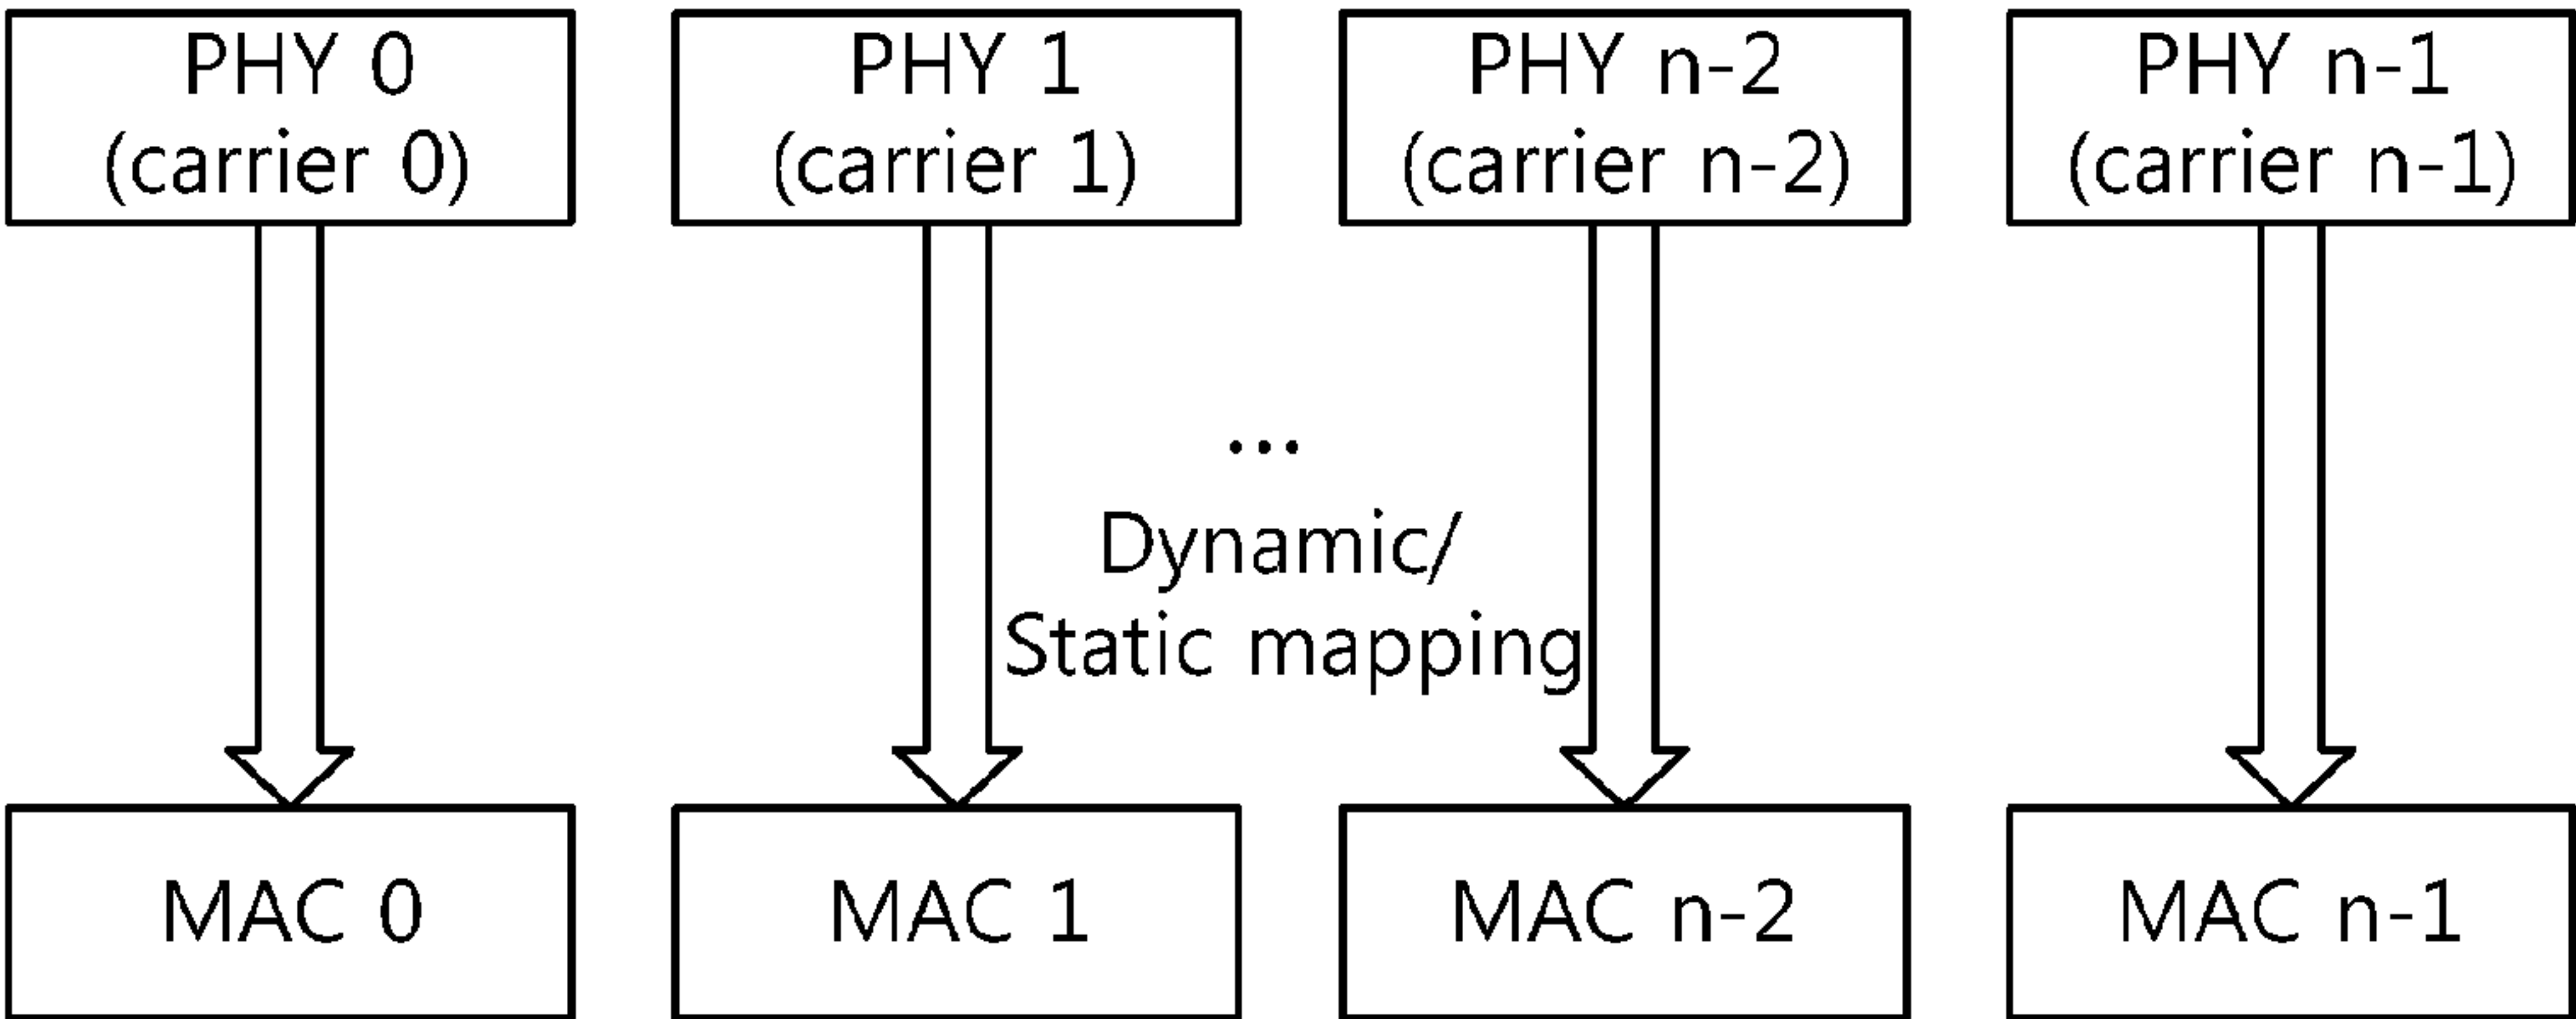 PHY 0
(carrier 0)
PHY 1
(carrier 1)
PHY n-2
(carrier n-2)
PHY n-1
(carrier n-1)
...
Dynamic/
Static mapping
MAC 0
MAC 1
MAC n-2
MAC n-1